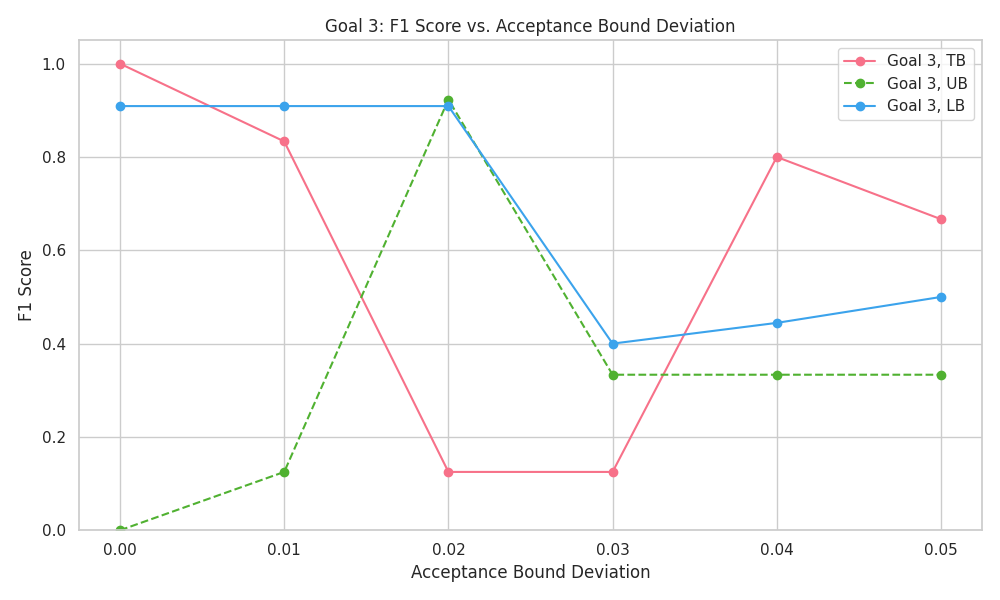 Goal 3: F1 Score vs. Acceptance Bound Deviation
Goal 3, TB
Goal 3, UB
Goal 3, LB
F1 Score
1.0
0.8
0.6
0.4
0.2
0.0
0.00 0.01 0.02 0.03 0.04 0.05
Acceptance Bound Deviation